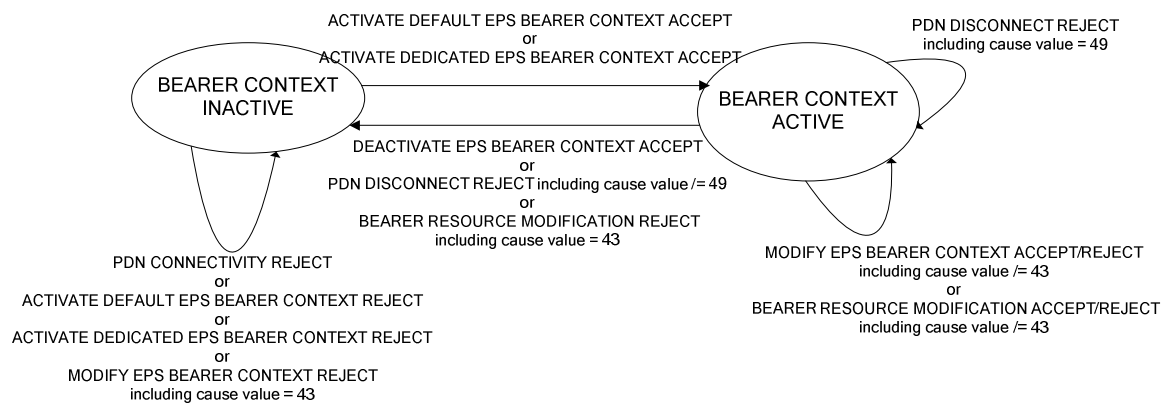 ACTIVATE DEFAULT EPS BEARER CONTEXT ACCEPT
or
ACTIVATE DEDICATED EPS BEARER CONTEXT ACCEPT
PDN DISCONNECT REJECT
including cause value = 49
BEARER CONTEXT
INACTIVE
BEARER CONTEXT
ACTIVE
DEACTIVATE EPS BEARER CONTEXT ACCEPT
or
PDN DISCONNECT REJECT including cause value /= 49
or
BEARER RESOURCE MODIFICATION REJECT
including cause value = 43
PDN CONNECTIVITY REJECT
or
ACTIVATE DEFAULT EPS BEARER CONTEXT REJECT
or
ACTIVATE DEDICATED EPS BEARER CONTEXT REJECT
or
MODIFY EPS BEARER CONTEXT REJECT
including cause value = 43
MODIFY EPS BEARER CONTEXT ACCEPT/REJECT
including cause value /= 43
or
BEARER RESOURCE MODIFICATION ACCEPT/REJECT
including cause value /= 43